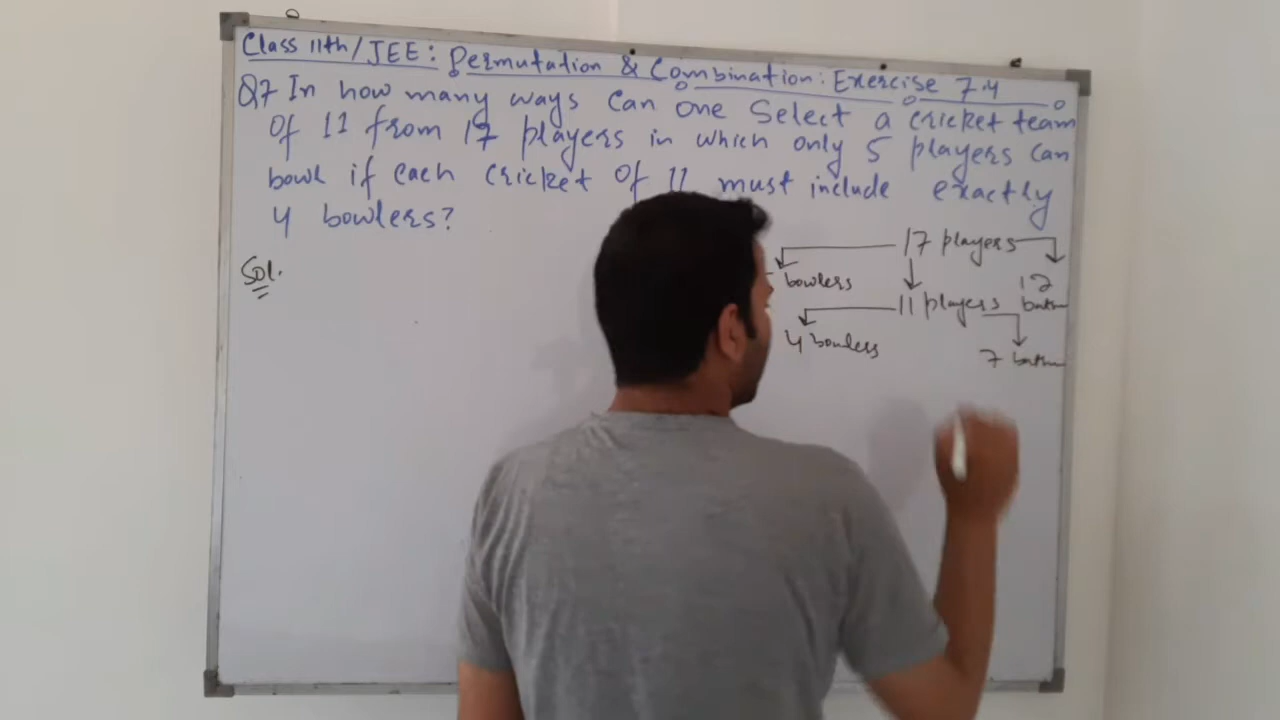 Class 11th/JEE: Permutation & Combination: Exercise 7.4
Q7 In how many ways can one Select a cricket team
of 11 from 17 players in which only 5 players can
bowl if each cricket of 11 must include exactly
4 bowlers?
Sol.
17 players
bowless
12
11 players
4 bowless
7